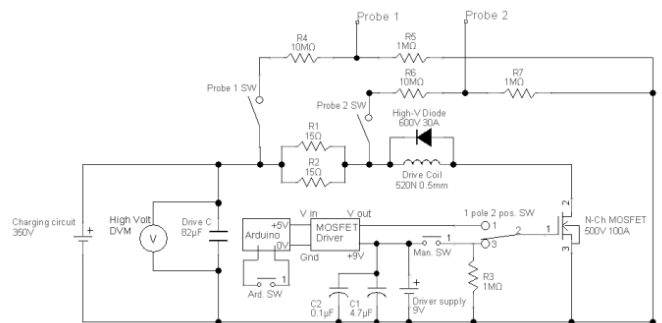 Probe 1
Probe 2
R4
10MΩ
R5
1MΩ
R6
10MΩ
R7
1MΩ
Probe 1 SW
Probe 2 SW
High-V Diode
600V 30A
R1
15Ω
R2
15Ω
Drive Coil
520N 0.5mm
Charging circuit
350V
+
High Volt
DVM
V
Drive C
82µF
Arduino
+5V
0V
V in
Gnd
MOSFET
Driver
V out
+9V
1
Ard. SW
1 pole 2 pos. SW
1
2
3
1
Man. SW
R3
1MΩ
C2
0.1µF
C1
4.7µF
+
Driver supply
9V
2
1
3
N-Ch MOSFET
500V 100A